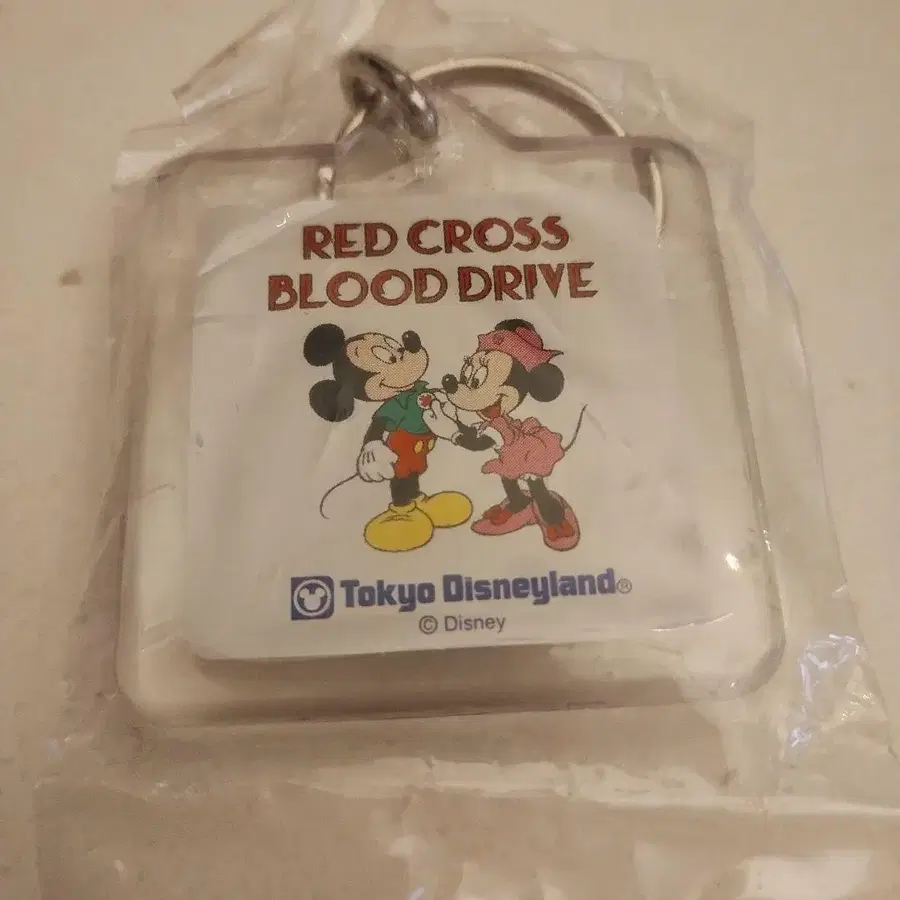 RED CROSS
BLOOD DRIVE
Tokyo Disneyland®
© Disney